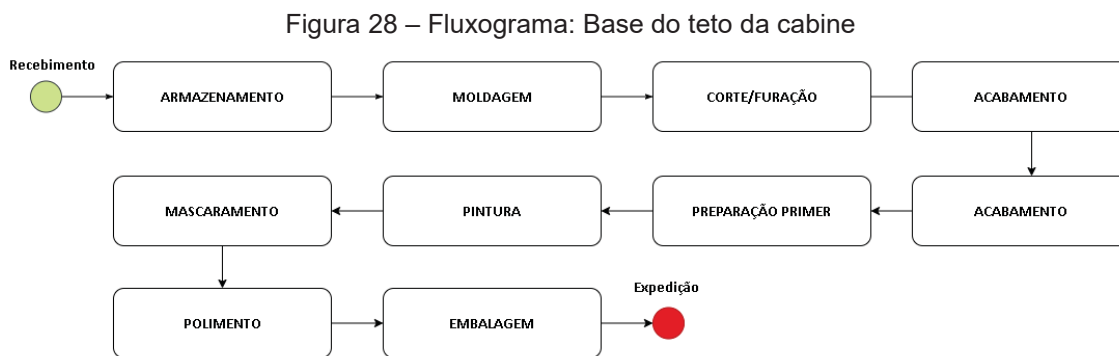 Figura 28 – Fluxograma: Base do teto da cabine
Recebimento
ARMAZENAMENTO
MOLDAGEM
CORTE/FURAÇÃO
ACABAMENTO
ACABAMENTO
PREPARAÇÃO PRIMER
PINTURA
MASCARAMENTO
POLIMENTO
EMBALAGEM
Expedição